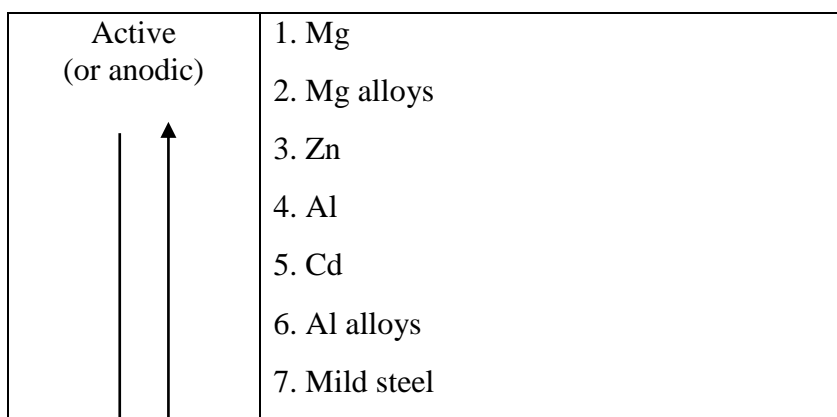 Active
(or anodic)
1. Mg
2. Mg alloys
3. Zn
4. Al
5. Cd
6. Al alloys
7. Mild steel